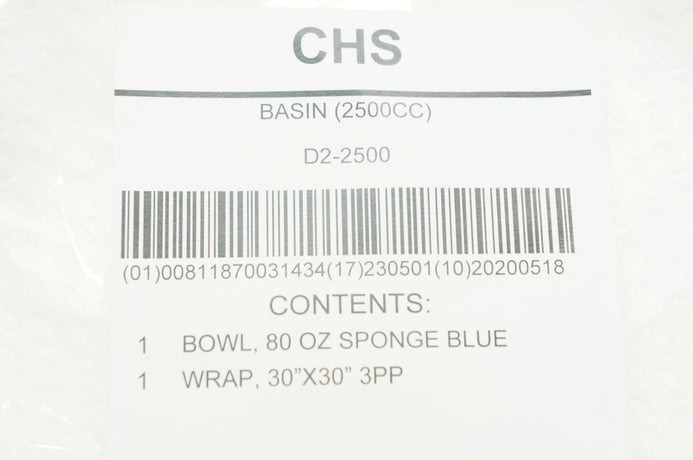 CHS
BASIN (2500CC)
D2-2500
(01)00811870031434(17)230501(10)20200518
CONTENTS:
1 BOWL, 80 OZ SPONGE BLUE
1 WRAP, 30”X30” 3PP